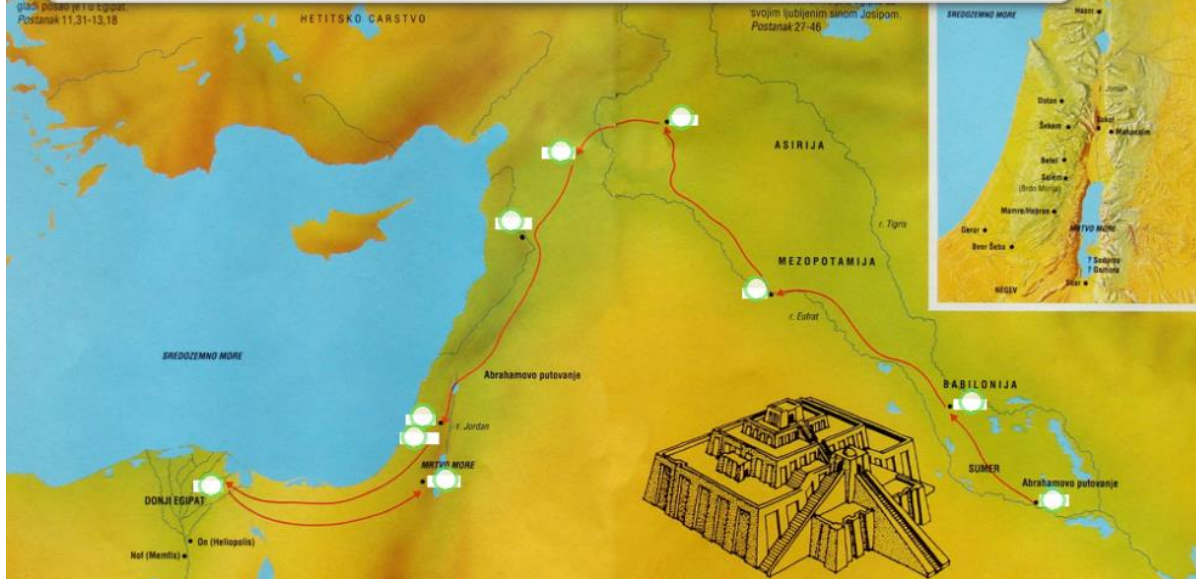 gladi posao je i u Egipat.
Postanak 11,31-13,18
HETITSKO CARSTVO
svojim ljubljenim sinom Josipom.
Postanak 27-46
ASIRIJA
r. Tigris
MEZOPOTAMIJA
r. Eufrat
SREDOZEMNO MORE
Abrahamovo putovanje
BABILONIJA
r. Jordan
MRTVO MORE
SUMER
Abrahamovo putovanje
DONJI EGIPAT
On (Heliopolis)
Nof (Memfis)
SREDOZEMNO MORE
Hasor
r. Jordan
Dotan
Šekem
Sukot
Mahanajim
Betel
Salem
(Brdo Morija)
Mamre/Hebron
Gerar
MRTVO MORE
Beer Šeba
? Sodoma
? Gomora
NEGEV
Soar